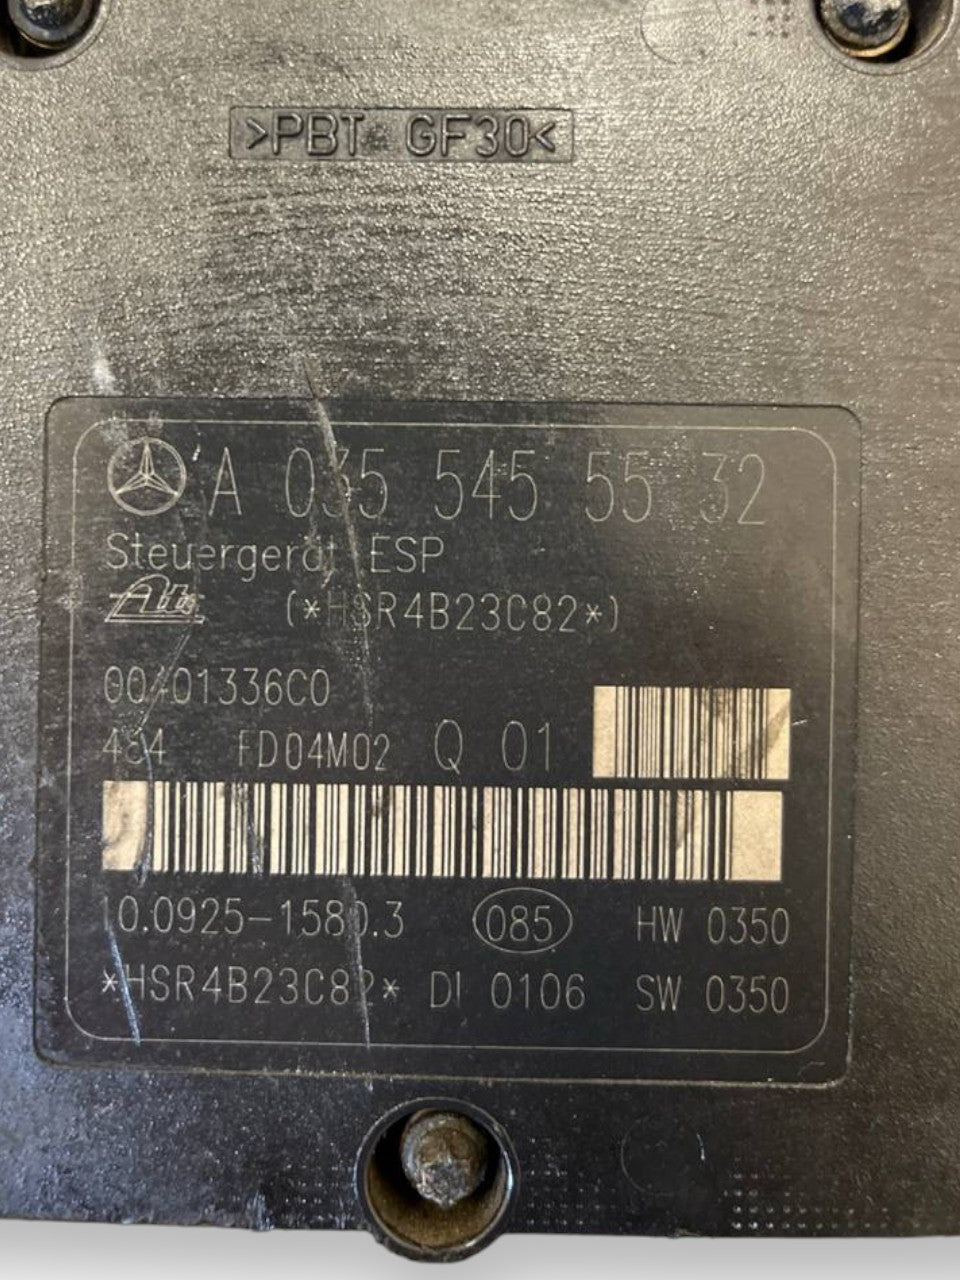 >PBT GF30<
A 035 545 55 32
Steuergerät ESP
Ate (*HSR4B23C82*)
00401336C0
484 FD04M02 Q 01
10.0925-1580.3 085 HW 0350
*HSR4B23C82* DI 0106 SW 0350